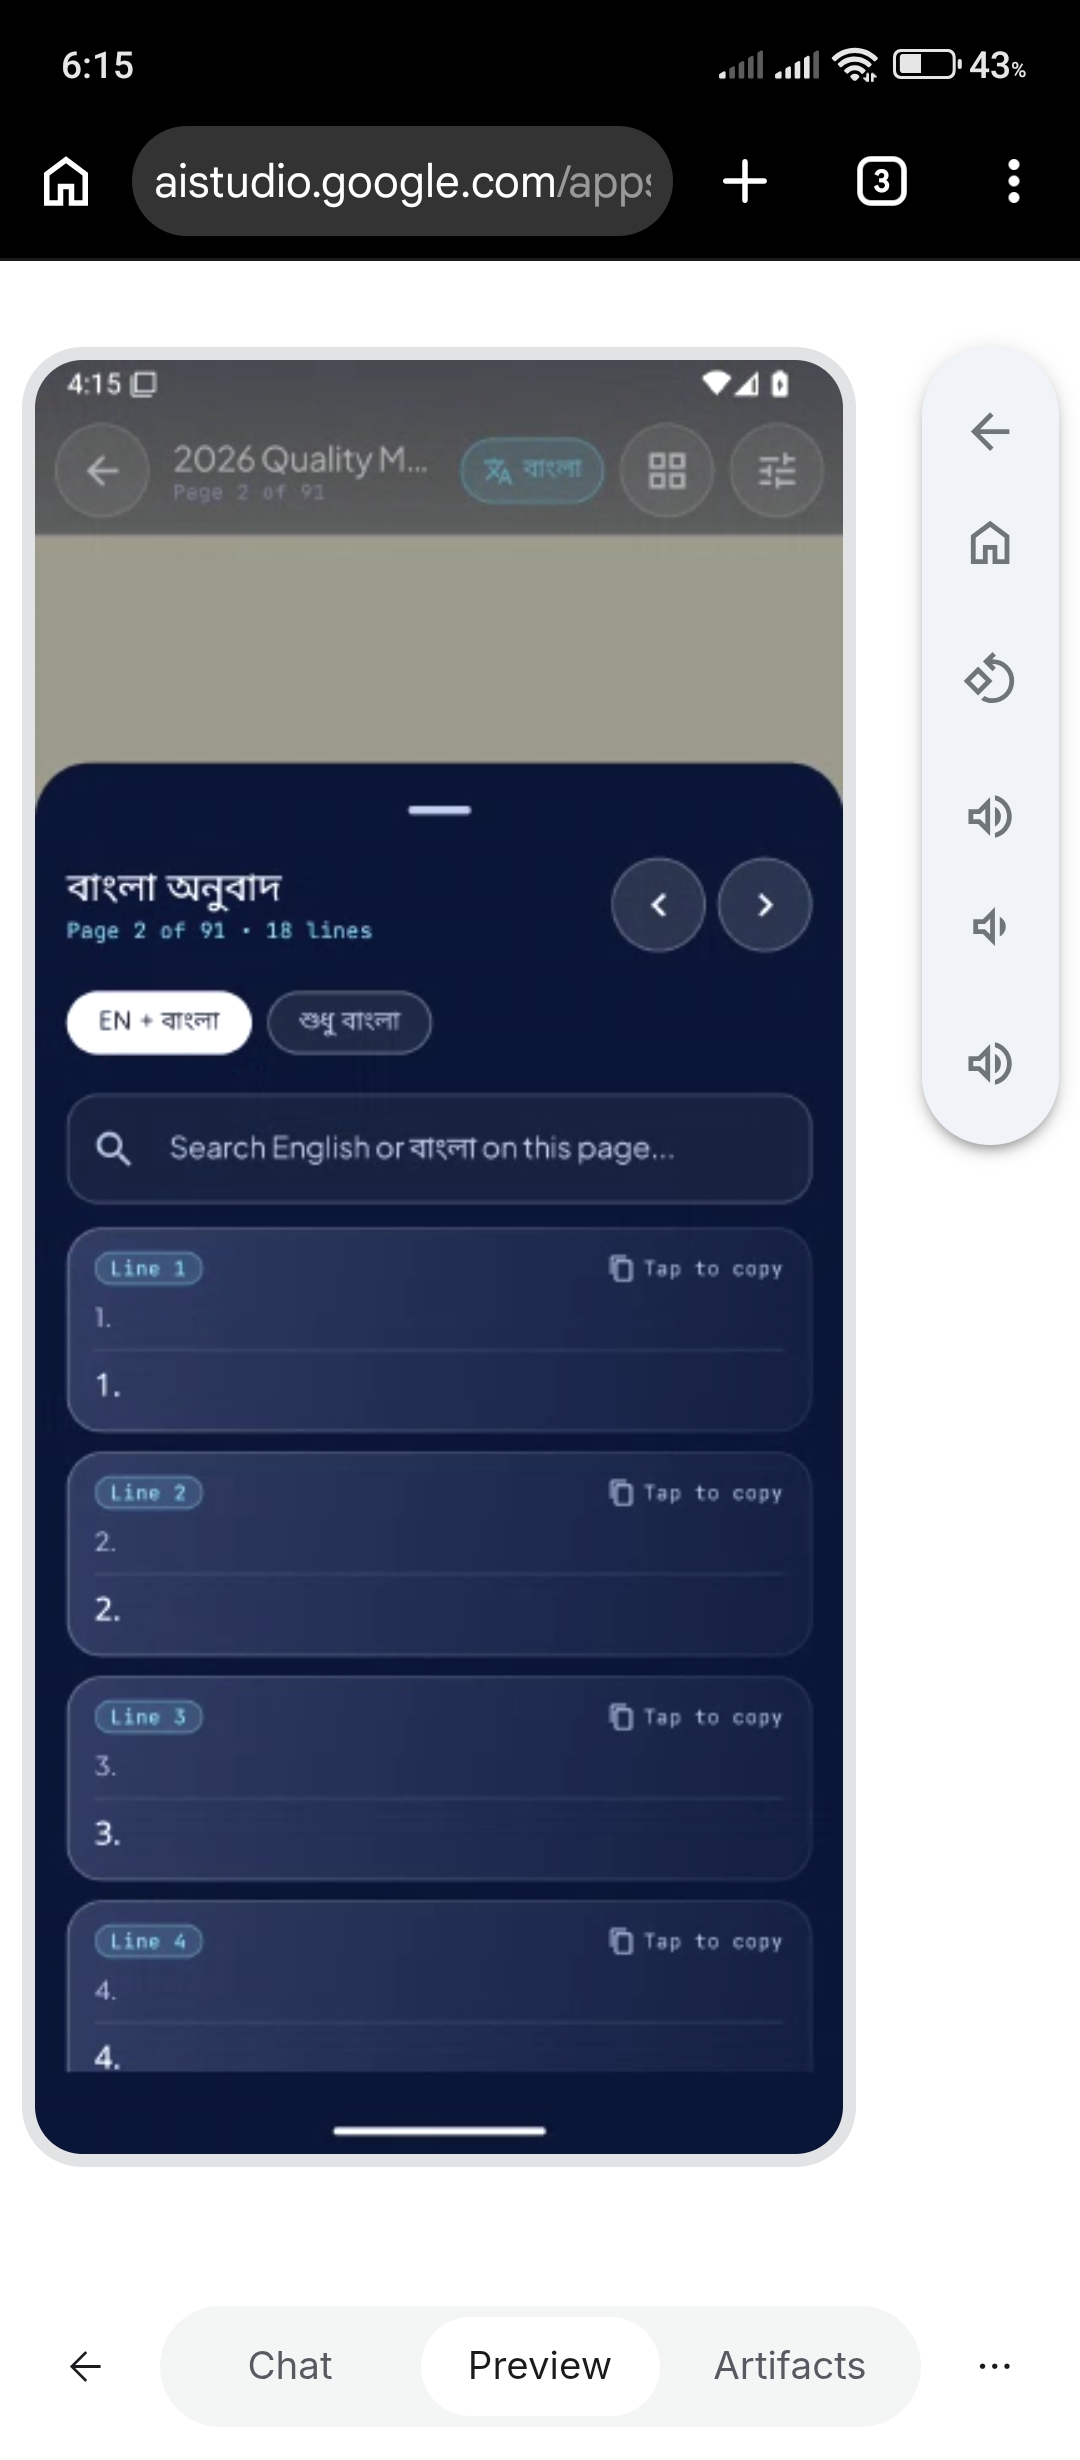 6:15
43%
aistudio.google.com/apps
3
4:15
2026 Quality M...
বাংলা
Page 2 of 91
বাংলা অনুবাদ
Page 2 of 91 • 18 lines
EN + বাংলা
শুধু বাংলা
Search English or বাংলা on this page...
Line 1
Tap to copy
1.
1.
Line 2
Tap to copy
2.
2.
Line 3
Tap to copy
3.
3.
Line 4
Tap to copy
4.
4.
Chat
Preview
Artifacts